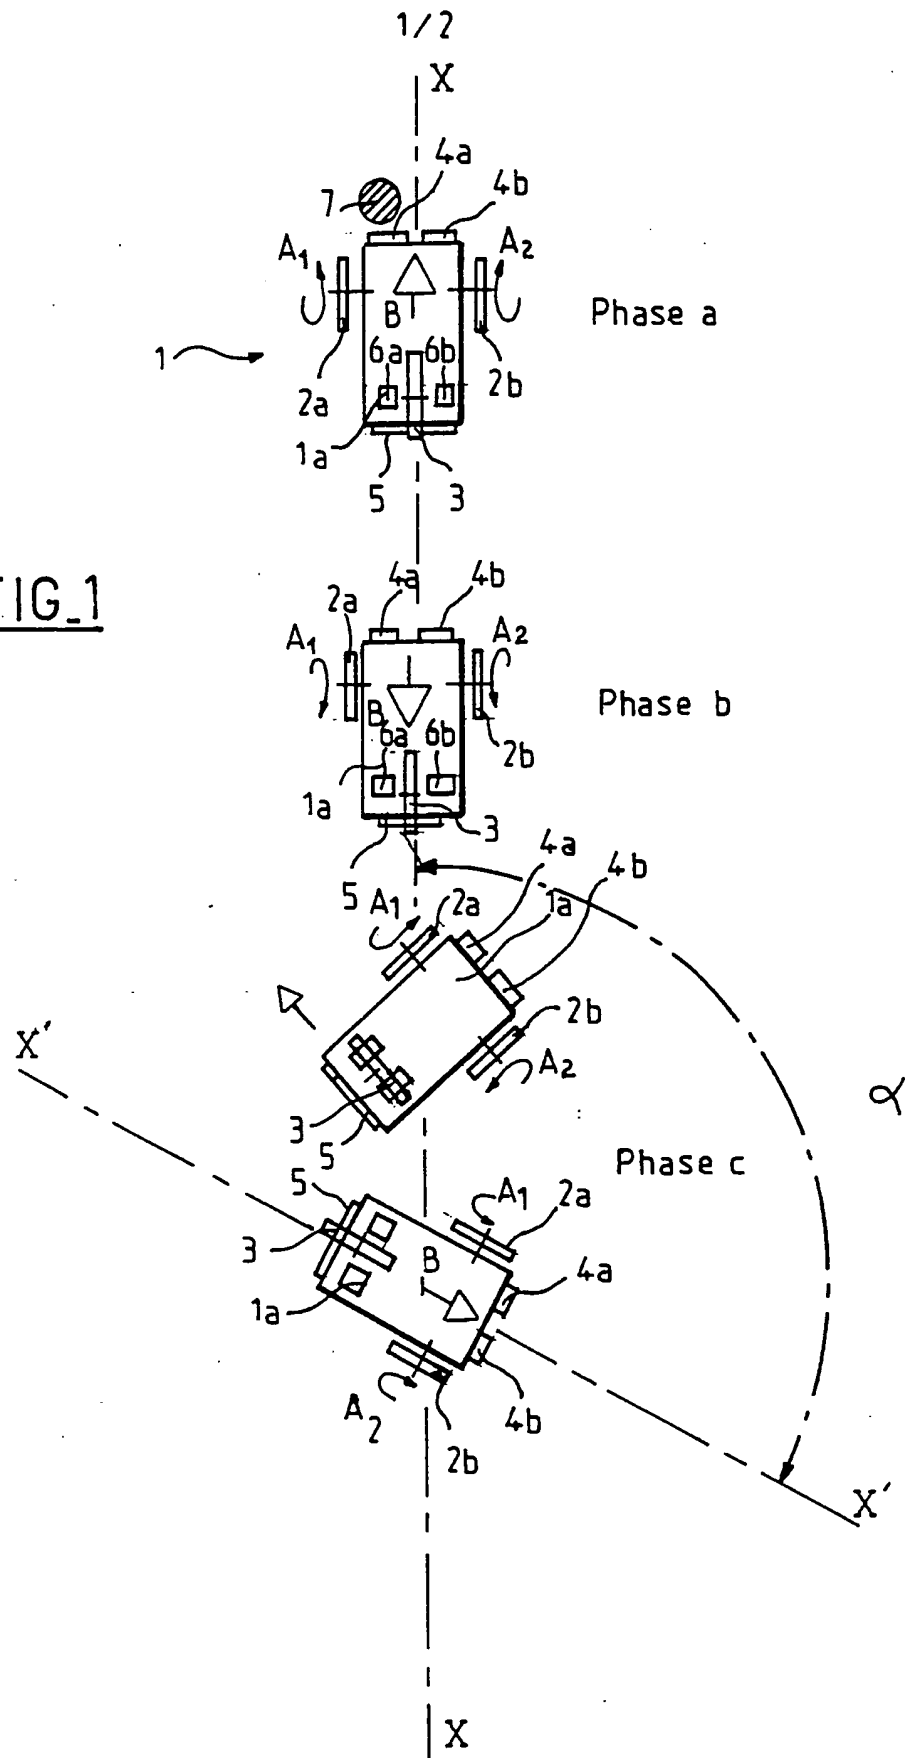 1/2
X
4a
4b
7
A1
A2
Phase a
B
1
6a 6b
2a
2b
1a
5
3
FIG_1
4a
4b
2a
A1
A2
Phase b
B
6a 6b
2b
1a
3
5
4a
4b
A1
2a
1a
X'
2b
A2
α
3
5
Phase c
5
A1
2a
3
B
4a
1a
A2
4b
2b
X'
X